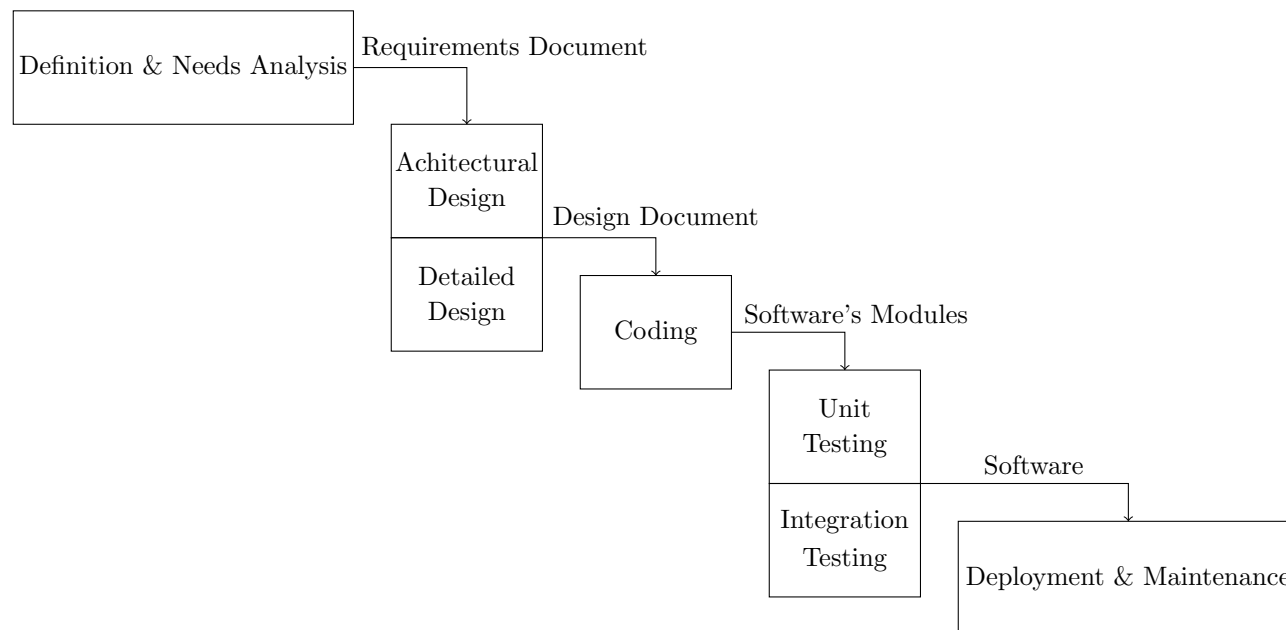 Definition & Needs Analysis
Requirements Document
Achitectural
Design
Design Document
Detailed
Design
Coding
Software's Modules
Unit
Testing
Software
Integration
Testing
Deployment & Maintenance